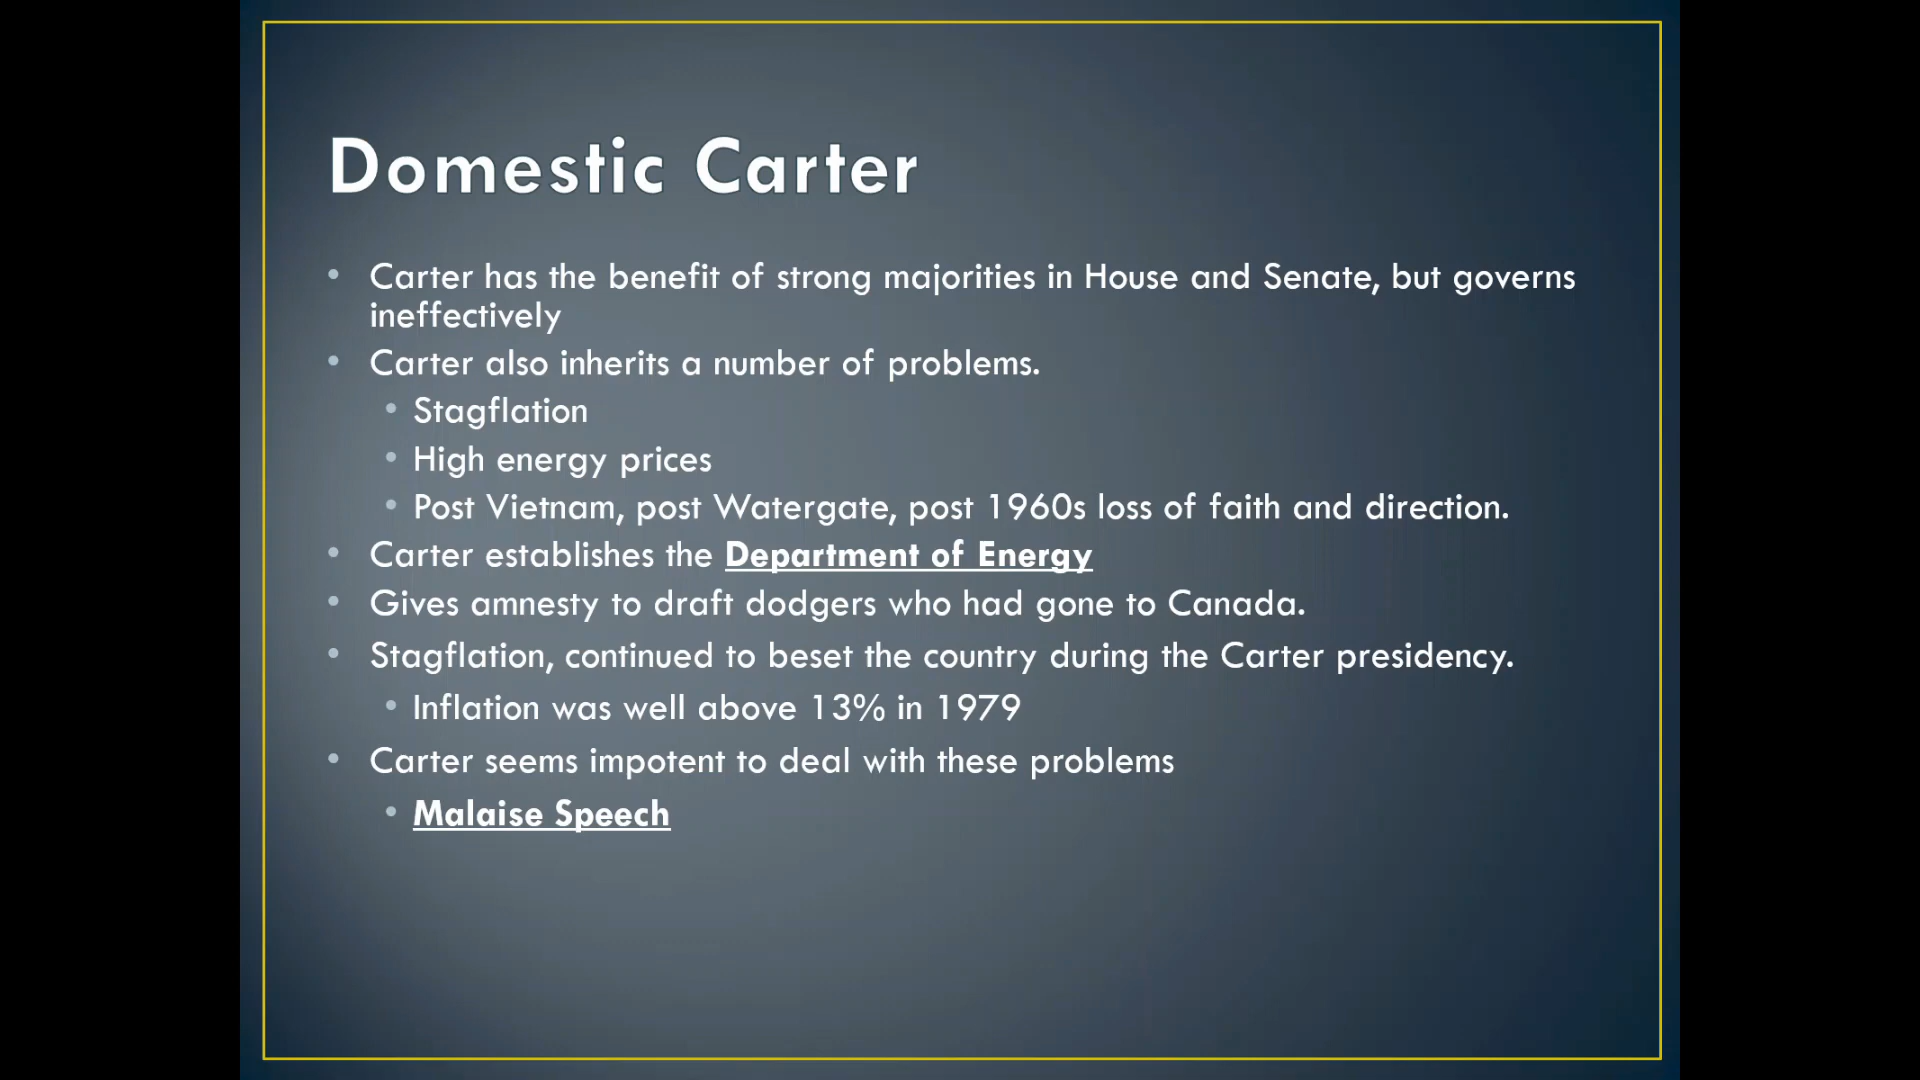 Domestic Carter
• Carter has the benefit of strong majorities in House and Senate, but governs
ineffectively
• Carter also inherits a number of problems.
• Stagflation
• High energy prices
• Post Vietnam, post Watergate, post 1960s loss of faith and direction.
• Carter establishes the Department of Energy
• Gives amnesty to draft dodgers who had gone to Canada.
• Stagflation, continued to beset the country during the Carter presidency.
• Inflation was well above 13% in 1979
• Carter seems impotent to deal with these problems
• Malaise Speech